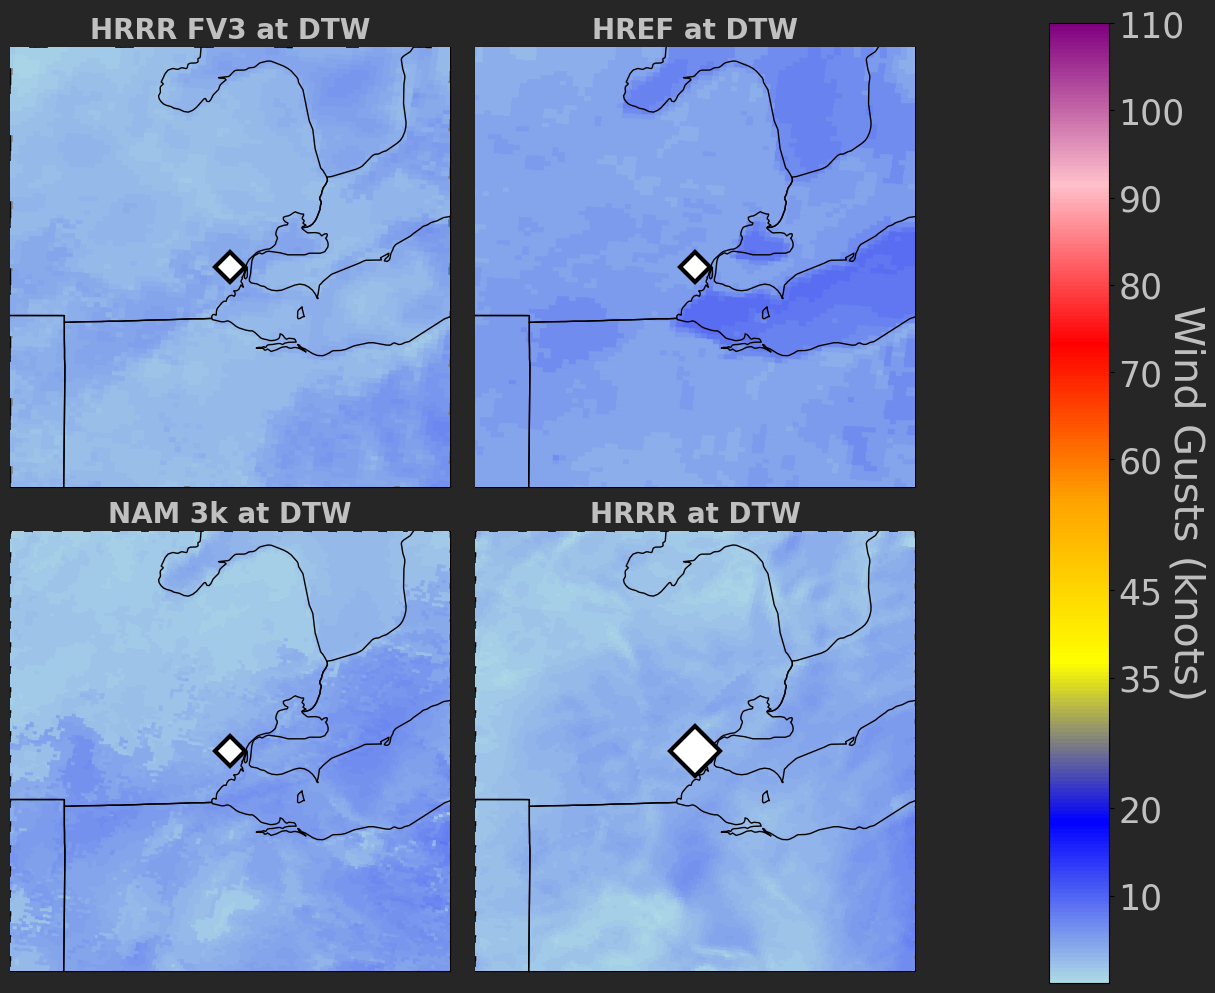 HRRR FV3 at DTW
HREF at DTW
NAM 3k at DTW
HRRR at DTW
110
100
90
80
70
60
45
35
20
10
Wind Gusts (knots)